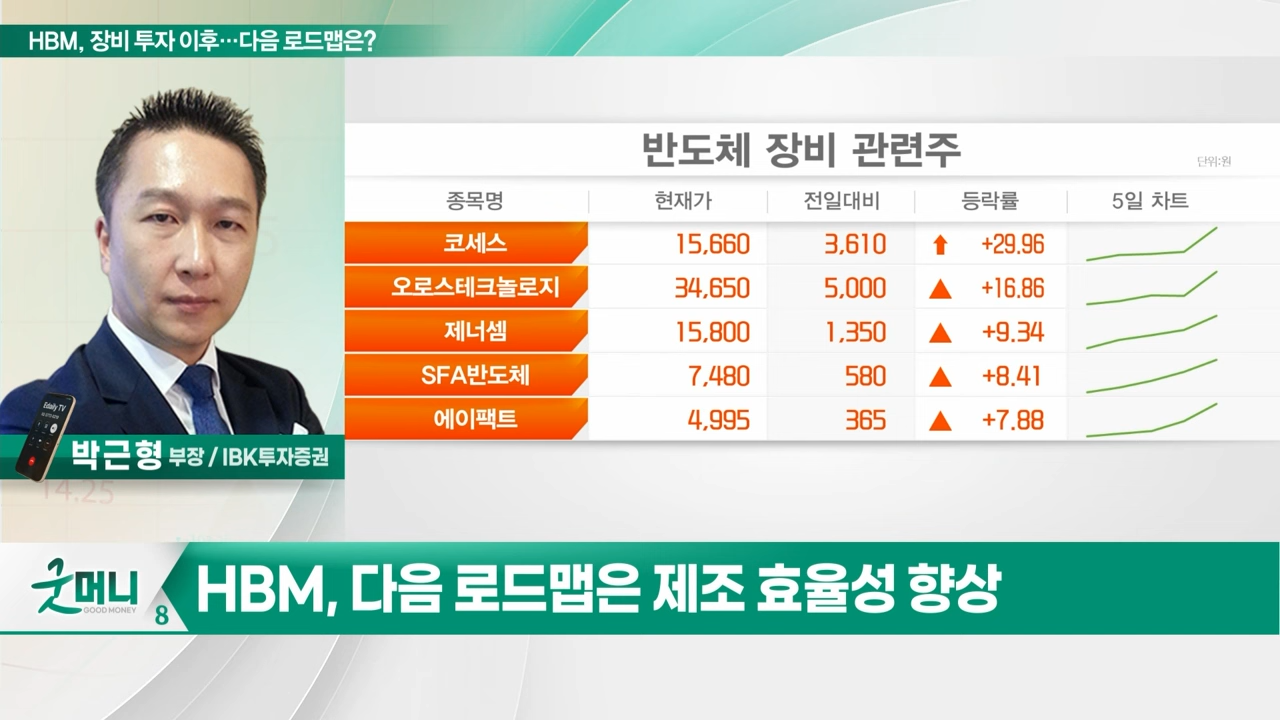 HBM, 장비 투자 이후…다음 로드맵은?
반도체 장비 관련주
단위:원
종목명 현재가 전일대비 등락률 5일 차트
코세스 15,660 3,610 ⬆ +29.96
오로스테크놀로지 34,650 5,000 ▲ +16.86
제너셈 15,800 1,350 ▲ +9.34
SFA반도체 7,480 580 ▲ +8.41
에이팩트 4,995 365 ▲ +7.88
Edaily TV
박근형 부장 / IBK투자증권
14.25
굿머니
GOOD MONEY
8
HBM, 다음 로드맵은 제조 효율성 향상